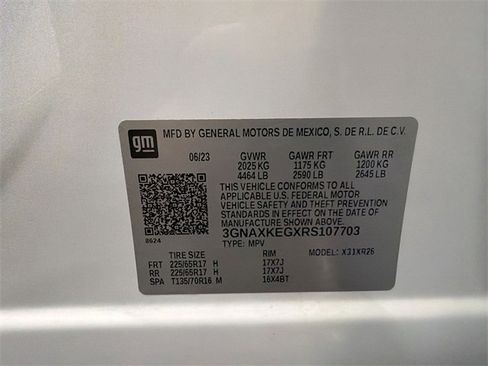 gm
MFD BY GENERAL MOTORS DE MEXICO, S. DE R.L. DE C.V.
06/23 GVWR GAWR FRT GAWR RR
2025 KG 1175 KG 1200 KG
4464 LB 2590 LB 2645 LB
THIS VEHICLE CONFORMS TO ALL
APPLICABLE U.S. FEDERAL MOTOR
VEHICLE SAFETY AND THEFT PREVENTION
STANDARDS IN EFFECT ON THE DATE OF
MANUFACTURE SHOWN ABOVE.
3GNAXKEGXRS107703
0624 TYPE: MPV
TIRE SIZE RIM MODEL: X31XR26
FRT 225/65R17 H 17X7J
RR 225/65R17 H 17X7J
SPA T135/70R16 M 16X4BT